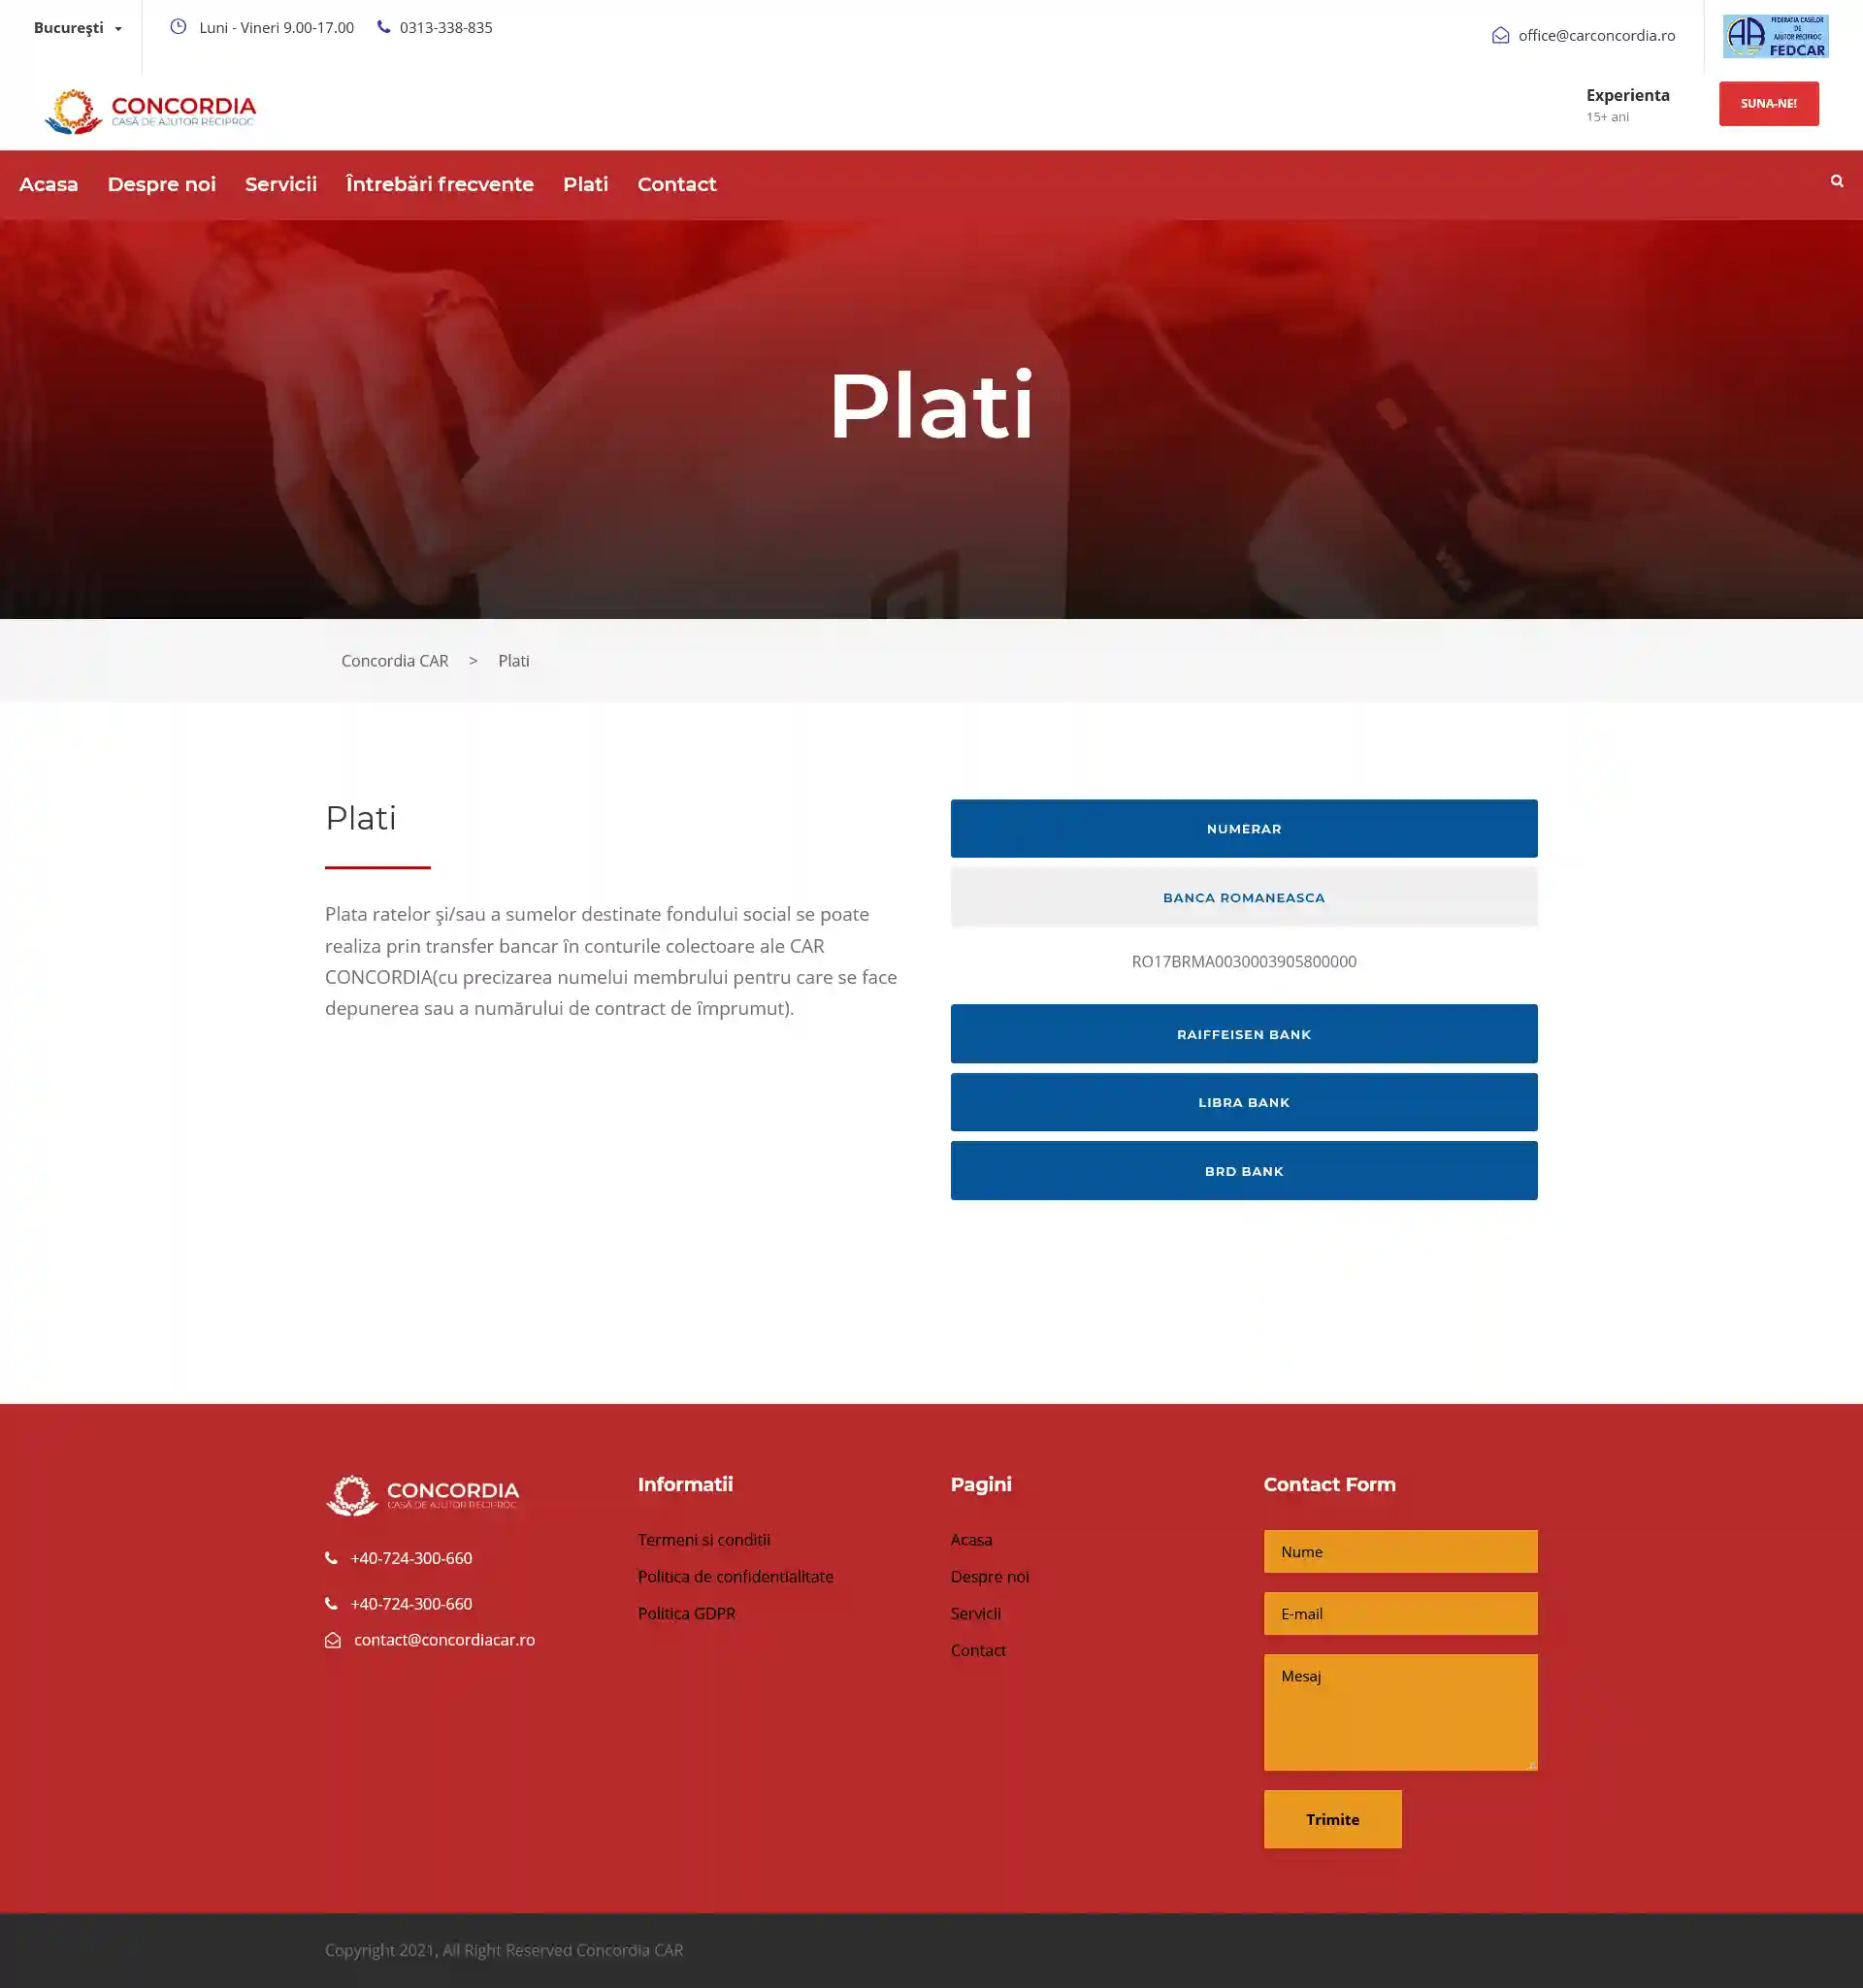 București
Luni - Vineri 9.00-17.00
0313-338-835
office@carconcordia.ro
FEDERATIA CASELOR
DE
AJUTOR RECIPROC
FEDCAR
CONCORDIA
CASĂ DE AJUTOR RECIPROC
Experienta
15+ ani
SUNA-NE!
Acasa
Despre noi
Servicii
Întrebări frecvente
Plati
Contact
Plati
VISA
Concordia CAR > Plati
Plati
Plata ratelor și/sau a sumelor destinate fondului social se poate
realiza prin transfer bancar în conturile colectoare ale CAR
CONCORDIA(cu precizarea numelui membrului pentru care se face
depunerea sau a numărului de contract de împrumut).
NUMERAR
BANCA ROMANEASCA
RO17BRMA0030003905800000
RAIFFEISEN BANK
LIBRA BANK
BRD BANK
CONCORDIA
CASĂ DE AJUTOR RECIPROC
+40-724-300-660
+40-724-300-660
contact@concordiacar.ro
Informatii
Termeni si conditii
Politica de confidentialitate
Politica GDPR
Pagini
Acasa
Despre noi
Servicii
Contact
Contact Form
Nume
E-mail
Mesaj
Trimite
Copyright 2021, All Right Reserved Concordia CAR